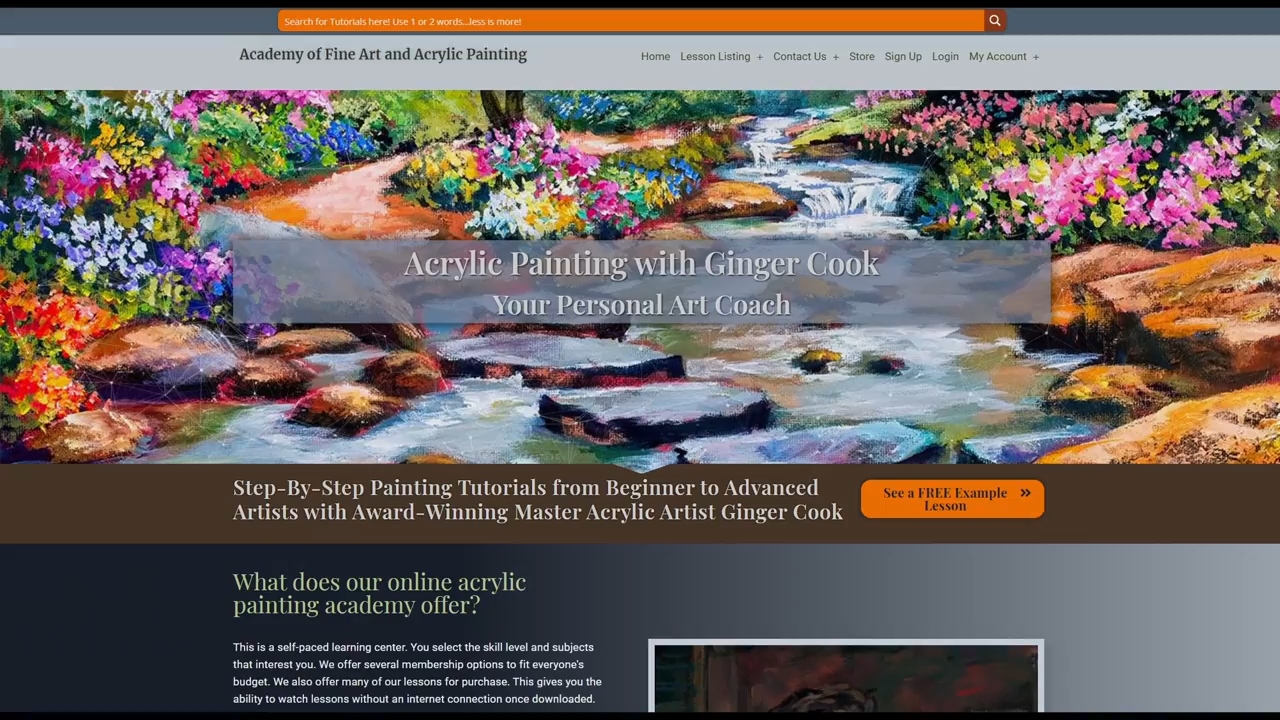 Search for Tutorials here! Use 1 or 2 words...less is more!
Academy of Fine Art and Acrylic Painting
Home Lesson Listing + Contact Us + Store Sign Up Login My Account +
Acrylic Painting with Ginger Cook
Your Personal Art Coach
Step-By-Step Painting Tutorials from Beginner to Advanced
Artists with Award-Winning Master Acrylic Artist Ginger Cook
See a FREE Example
Lesson
What does our online acrylic
painting academy offer?
This is a self-paced learning center. You select the skill level and subjects
that interest you. We offer several membership options to fit everyone's
budget. We also offer many of our lessons for purchase. This gives you the
ability to watch lessons without an internet connection once downloaded.